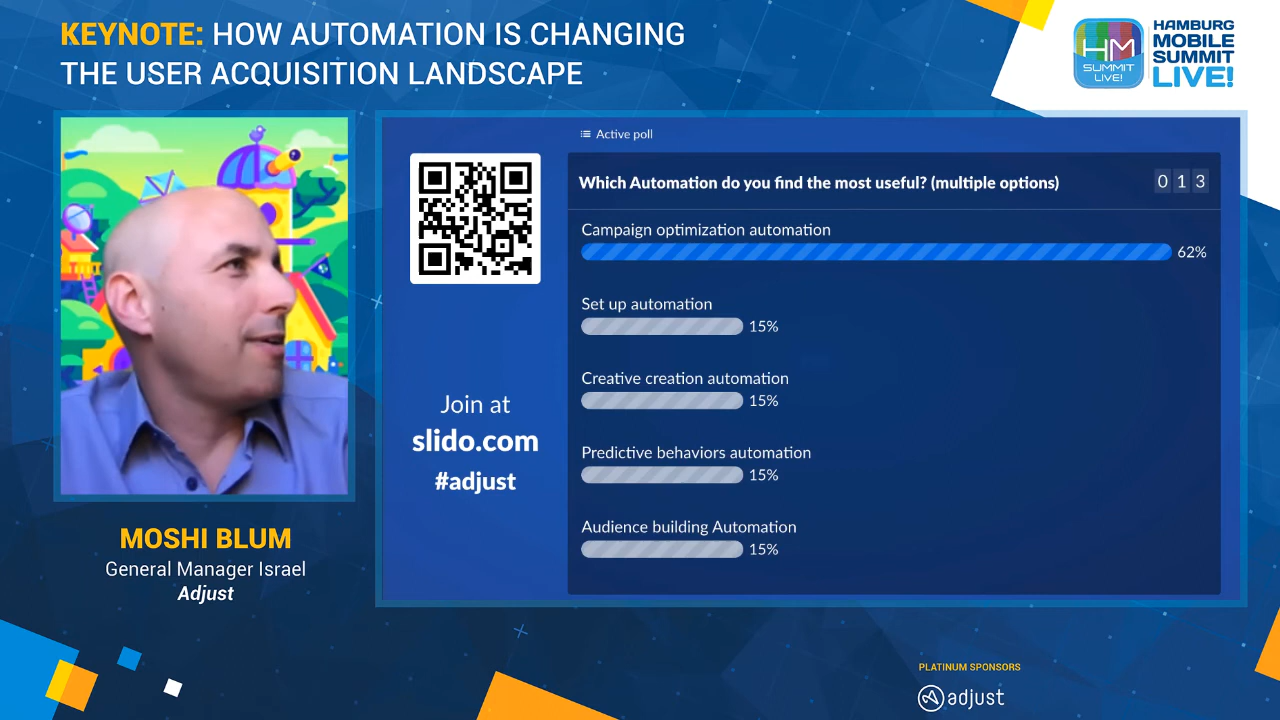 KEYNOTE: HOW AUTOMATION IS CHANGING
THE USER ACQUISITION LANDSCAPE
HM
SUMMIT
LIVE!
HAMBURG
MOBILE
SUMMIT
LIVE!
Active poll
Which Automation do you find the most useful? (multiple options)
0 1 3
Campaign optimization automation
62%
Set up automation
15%
Creative creation automation
15%
Predictive behaviors automation
15%
Audience building Automation
15%
Join at
slido.com
#adjust
MOSHI BLUM
General Manager Israel
Adjust
PLATINUM SPONSORS
adjust